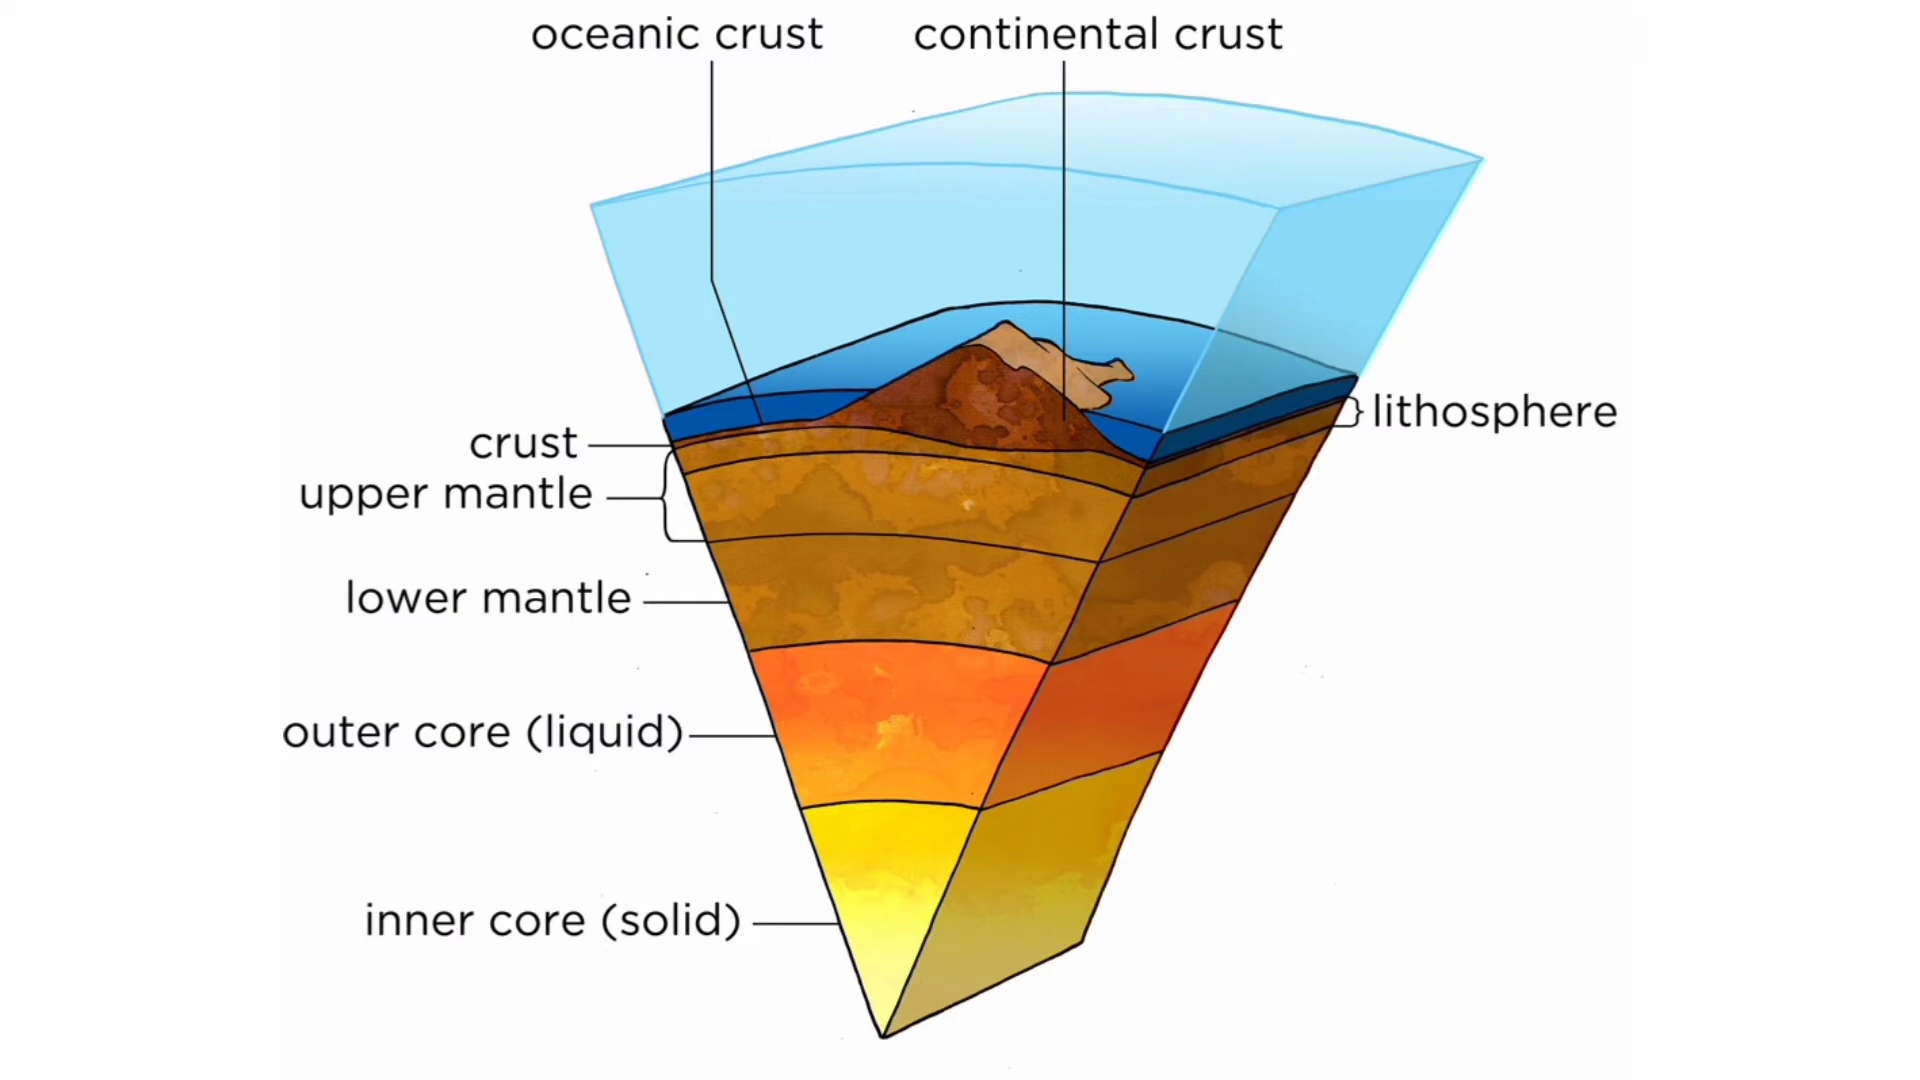 oceanic crust
continental crust
lithosphere
crust
upper mantle
lower mantle
outer core (liquid)
inner core (solid)